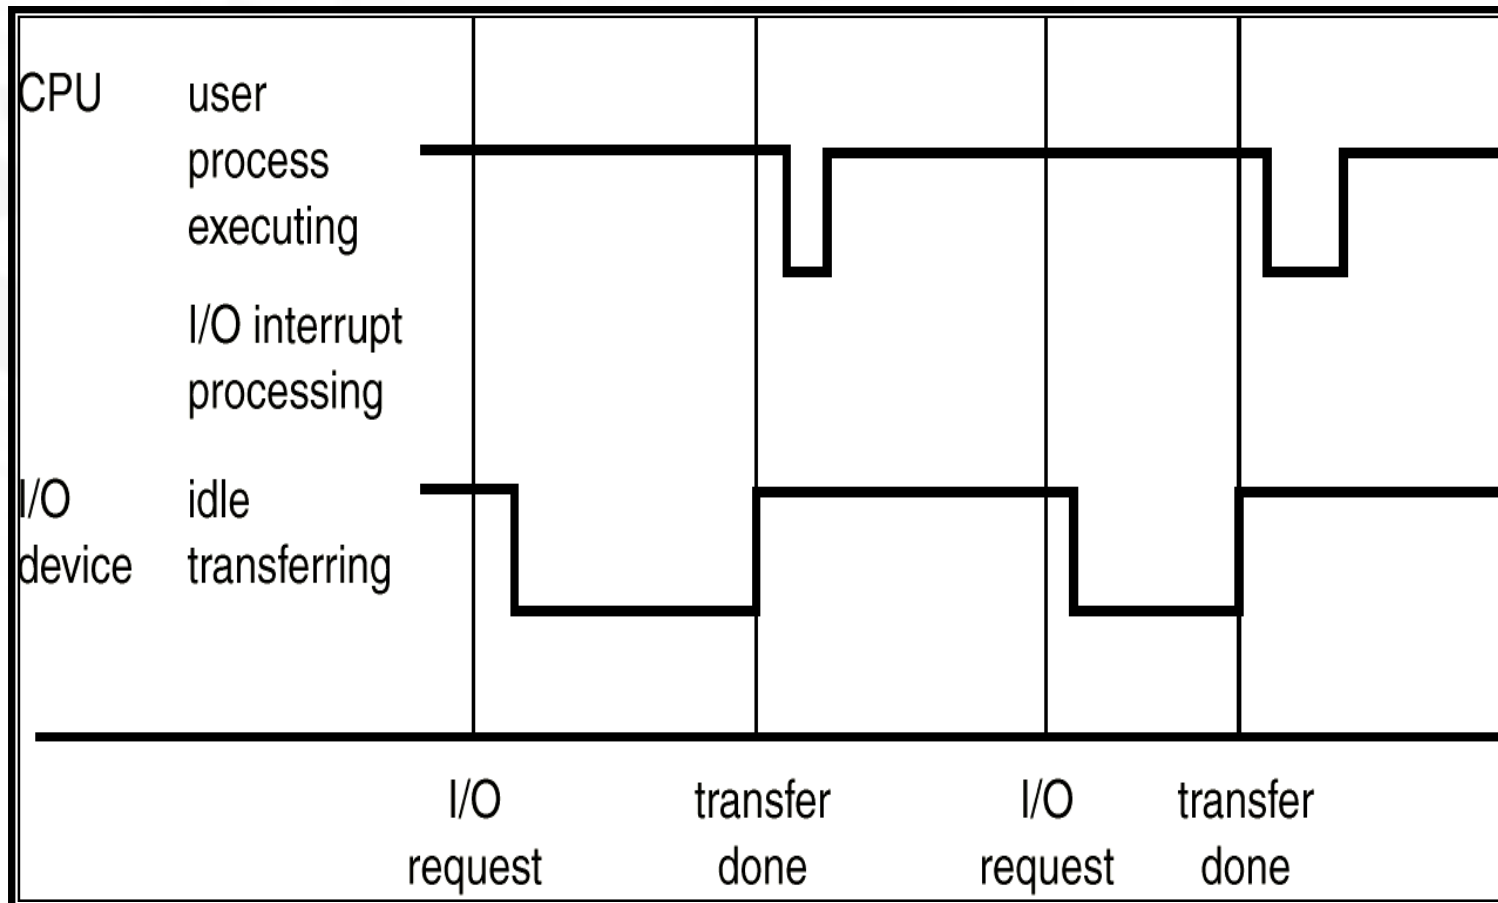 CPU user
process
executing
I/O interrupt
processing
I/O idle
device transferring
I/O transfer I/O transfer
request done request done